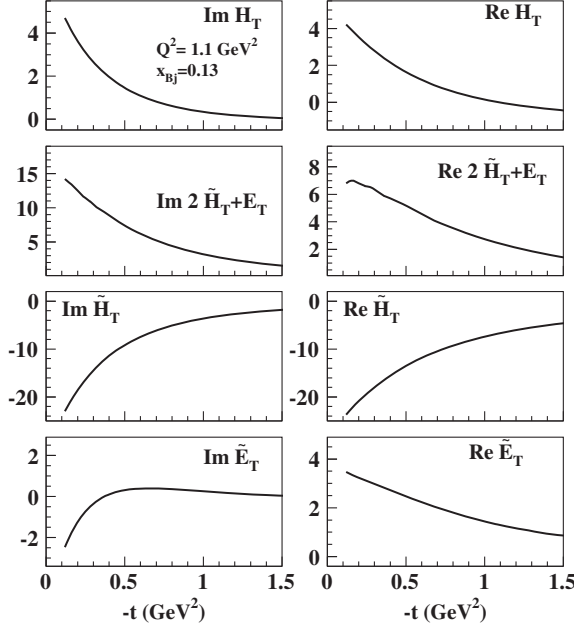 Im H_T
Q²= 1.1 GeV²
x_Bj=0.13
4
2
0
Re H_T
4
2
0
Im 2 H̃_T+E_T
15
10
5
Re 2 H̃_T+E_T
8
6
4
2
Im H̃_T
0
-10
-20
Re H̃_T
0
-10
-20
Im Ẽ_T
2
0
-2
Re Ẽ_T
4
2
0
0 0.5 1 1.5
0 0.5 1 1.5
-t (GeV²)
-t (GeV²)